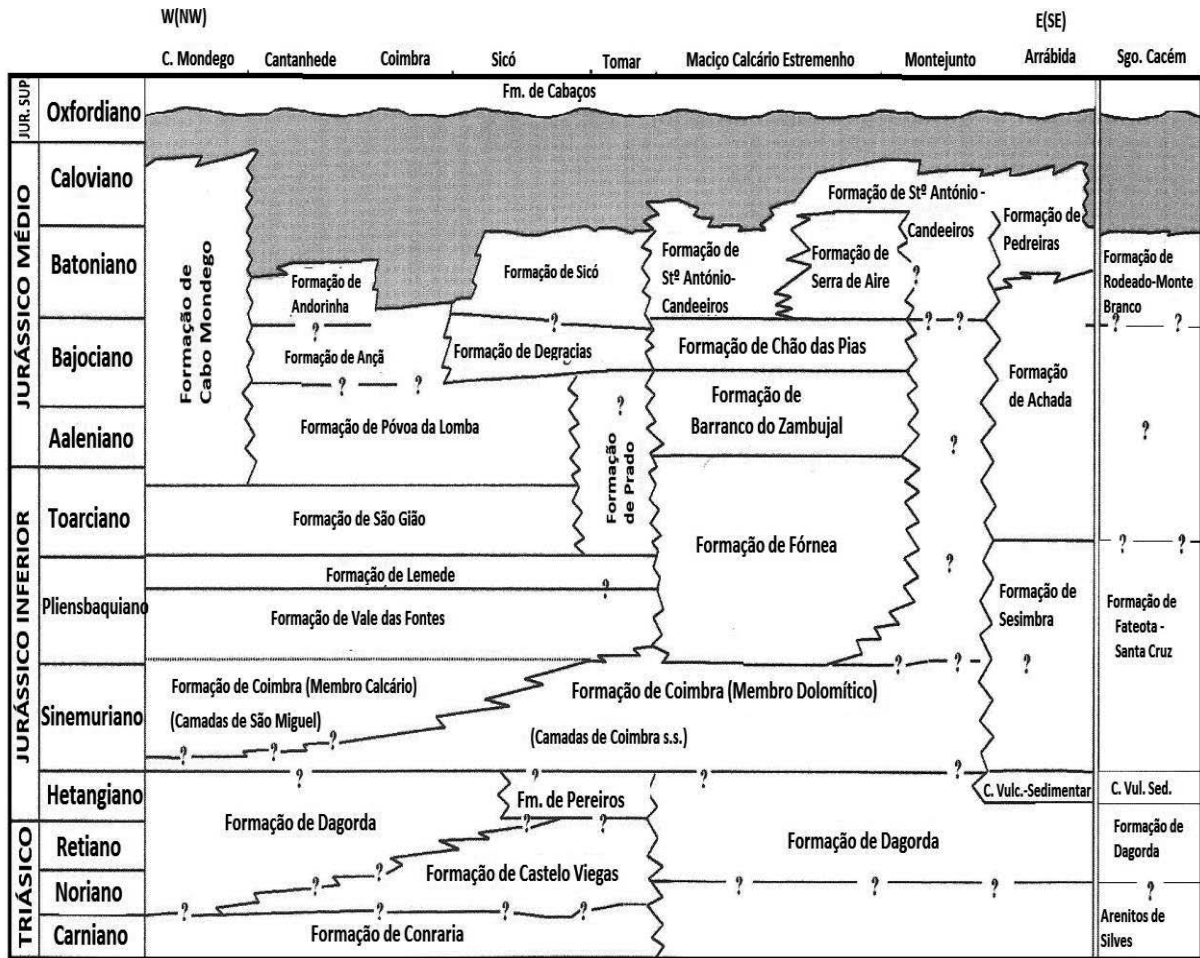 W(NW)
E(SE)
C. Mondego
Cantanhede
Coimbra
Sicó
Tomar
Maciço Calcário Estremenho
Montejunto
Arrábida
Sgo. Cacém
JUR. SUP
Oxfordiano
Fm. de Cabaços
JURÁSSICO MÉDIO
Caloviano
Batoniano
Bajociano
Aaleniano
Formação de
Cabo Mondego
Formação de
Andorinha
?
Formação de Ançã
? ?
Formação de Póvoa da Lomba
Formação de Sicó
?
Formação de Degracias
?
Formação
de Prado
Formação de Stº António -
Candeeiros
Formação de
Stº António-
Candeeiros
Formação de
Serra de Aire
?
? ?
Formação de Chão das Pias
Formação de
Barranco do Zambujal
?
Formação de
Pedreiras
Formação
de Achada
Formação de
Rodeado-Monte
Branco
? ?
?
JURÁSSICO INFERIOR
Toarciano
Pliensbaquiano
Sinemuriano
Hetangiano
Formação de São Gião
Formação de Lemede
?
Formação de Vale das Fontes
Formação de Fórnea
?
? ?
Formação de
Sesimbra
?
? ?
Formação de
Fateota -
Santa Cruz
Formação de Coimbra (Membro Calcário)
(Camadas de São Miguel)
? ? ?
Formação de Coimbra (Membro Dolomítico)
(Camadas de Coimbra s.s.)
? ? ? ? ?
Fm. de Pereiros
? ?
C. Vulc.-Sedimentar
C. Vul. Sed.
TRIÁSICO
Retiano
Noriano
Carniano
Formação de Dagorda
? ? ? ? ? ?
Formação de Castelo Viegas
Formação de Conraria
Formação de Dagorda
? ? ?
Formação de
Dagorda
?
Arenitos de
Silves